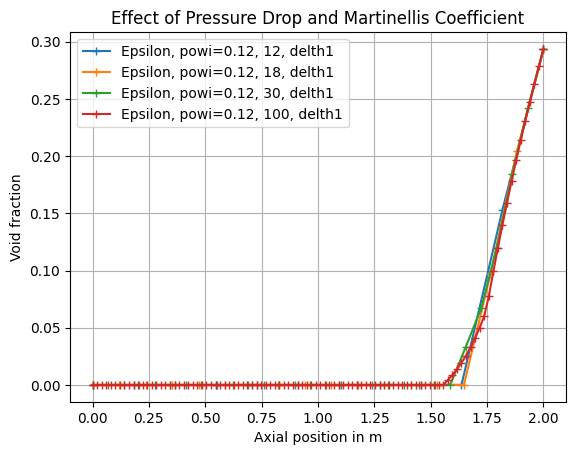 Effect of Pressure Drop and Martinellis Coefficient
0.30
0.25
0.20
0.15
0.10
0.05
0.00
Void fraction
Epsilon, powi=0.12, 12, delth1
Epsilon, powi=0.12, 18, delth1
Epsilon, powi=0.12, 30, delth1
Epsilon, powi=0.12, 100, delth1
0.00 0.25 0.50 0.75 1.00 1.25 1.50 1.75 2.00
Axial position in m